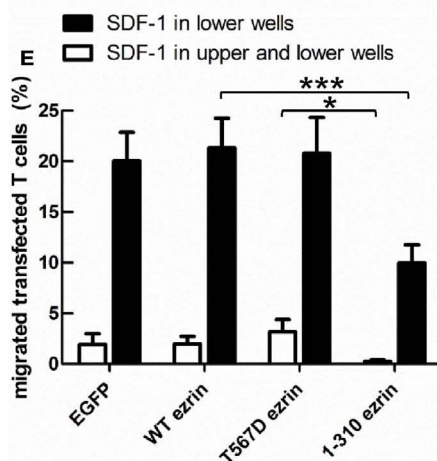 E
SDF-1 in lower wells
SDF-1 in upper and lower wells
migrated transfected T cells (%)
25
20
15
10
5
0
***
*
EGFP
WT ezrin
T567D ezrin
1-310 ezrin